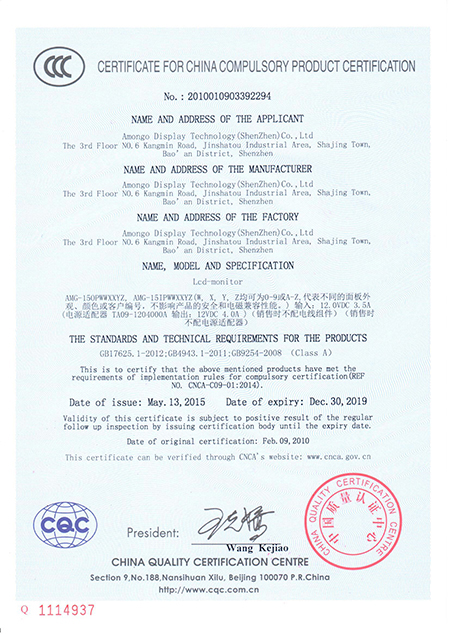 CCC
CERTIFICATE FOR CHINA COMPULSORY PRODUCT CERTIFICATION
No.: 2010010903392294
NAME AND ADDRESS OF THE APPLICANT
Amongo Display Technology(ShenZhen)Co.,Ltd
The 3rd Floor NO.6 Kangmin Road, Jinshatou Industrial Area, Shajing Town,
Bao'an District, Shenzhen
NAME AND ADDRESS OF THE MANUFACTURER
Amongo Display Technology(ShenZhen)Co.,Ltd
The 3rd Floor NO.6 Kangmin Road, Jinshatou Industrial Area, Shajing Town,
Bao'an District, Shenzhen
NAME AND ADDRESS OF THE FACTORY
Amongo Display Technology(ShenZhen)Co.,Ltd
The 3rd Floor NO.6 Kangmin Road, Jinshatou Industrial Area, Shajing Town,
Bao'an District, Shenzhen
NAME, MODEL AND SPECIFICATION
Lcd-monitor
AMG-150PWWXXYZ, AMG-151PWWXXYZ(W, X, Y, Z均可为0-9或A-Z,代表不同的面板外
观、颜色或客户编号，不影响产品的安全和电磁兼容性能。) 输入: 12.0VDC 3.5A
(电源适配器 TA09-1204000A 输出: 12VDC 4.0A )（销售时不配电线组件）（销售时
不配电源适配器）
THE STANDARDS AND TECHNICAL REQUIREMENTS FOR THE PRODUCTS
GB17625.1-2012;GB4943.1-2011;GB9254-2008 (Class A)
This is to certify that the above mentioned products have met the
requirements of implementation rules for compulsory certification(REF
NO. CNCA-C09-01:2014).
Date of issue: May.13,2015 Date of expiry: Dec.30,2019
Validity of this certificate is subject to positive result of the regular
follow up inspection by issuing certification body until the expiry date.
Date of original certification: Feb.09,2010
This certificate can be verified through CNCA's website: www.cnca.gov.cn
CQC
President:
Wang Kejiao
CHINA QUALITY CERTIFICATION CENTRE
中国质量认证中心
CHINA QUALITY CERTIFICATION CENTRE
Section 9,No.188,Nansihuan Xilu, Beijing 100070 P.R.China
http://www.cqc.com.cn
Q 1114937